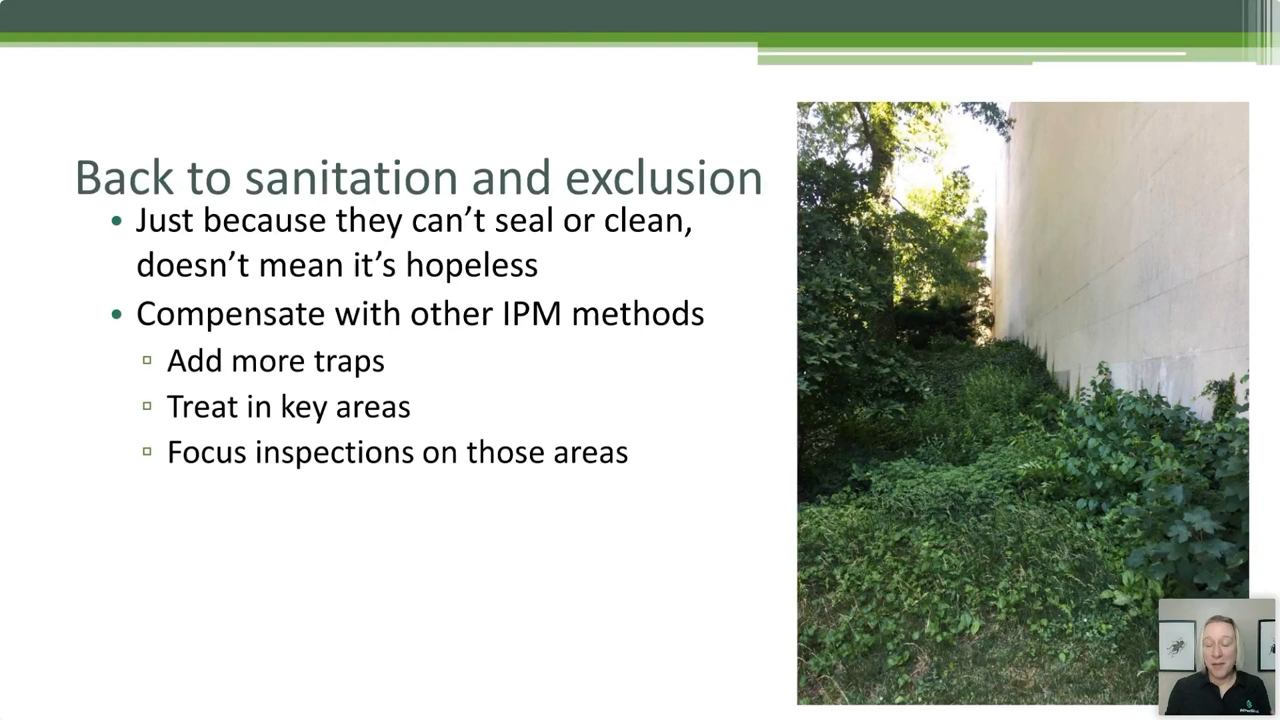 Back to sanitation and exclusion
• Just because they can’t seal or clean,
doesn’t mean it’s hopeless
• Compensate with other IPM methods
▫ Add more traps
▫ Treat in key areas
▫ Focus inspections on those areas